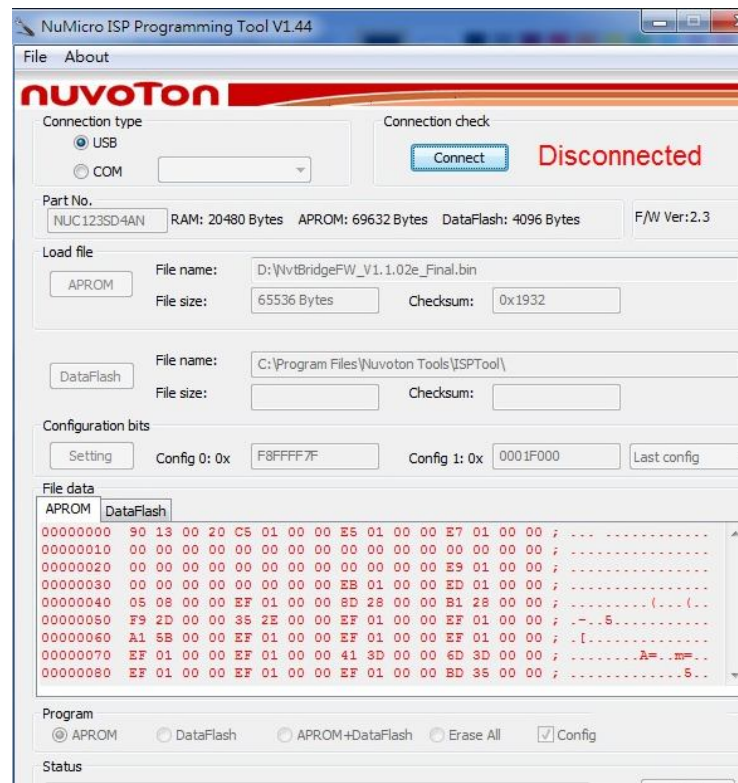 NuMicro ISP Programming Tool V1.44
File About
nuvoTon
Connection type
USB
COM
Connection check
Connect
Disconnected
Part No.
NUC123SD4AN RAM: 20480 Bytes APROM: 69632 Bytes DataFlash: 4096 Bytes F/W Ver:2.3
Load file
APROM
File name: D:\NvtBridgeFW_V1.1.02e_Final.bin
File size: 65536 Bytes Checksum: 0x1932
DataFlash
File name: C:\Program Files\Nuvoton Tools\ISPTool\
File size: Checksum:
Configuration bits
Setting Config 0: 0x F8FFFF7F Config 1: 0x 0001F000 Last config
File data
APROM DataFlash
00000000 90 13 00 20 C5 01 00 00 E5 01 00 00 E7 01 00 00 ; ... ............
00000010 00 00 00 00 00 00 00 00 00 00 00 00 00 00 00 00 ; ................
00000020 00 00 00 00 00 00 00 00 00 00 00 00 E9 01 00 00 ; ................
00000030 00 00 00 00 00 00 00 00 EB 01 00 00 ED 01 00 00 ; ................
00000040 05 08 00 00 EF 01 00 00 8D 28 00 00 B1 28 00 00 ; .........(...(..
00000050 F9 2D 00 00 35 2E 00 00 EF 01 00 00 EF 01 00 00 ; .-..5...........
00000060 A1 5B 00 00 EF 01 00 00 EF 01 00 00 EF 01 00 00 ; .[..............
00000070 EF 01 00 00 EF 01 00 00 41 3D 00 00 6D 3D 00 00 ; ........A=..m=..
00000080 EF 01 00 00 EF 01 00 00 EF 01 00 00 BD 35 00 00 ; .............5..
Program
APROM DataFlash APROM+DataFlash Erase All Config
Status